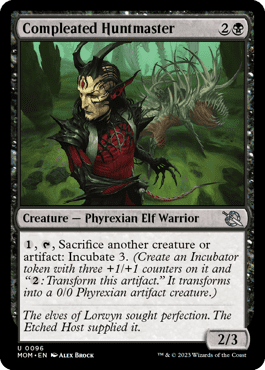 Compleated Huntmaster 2
Creature — Phyrexian Elf Warrior
1, , Sacrifice another creature or
artifact: Incubate 3. (Create an Incubator
token with three +1/+1 counters on it and
“2: Transform this artifact.” It transforms
into a 0/0 Phyrexian artifact creature.)
The elves of Lorwyn sought perfection. The
Etched Host supplied it.
2/3
U 0096
MOM • EN ALEX BROCK
™ & © 2023 Wizards of the Coast